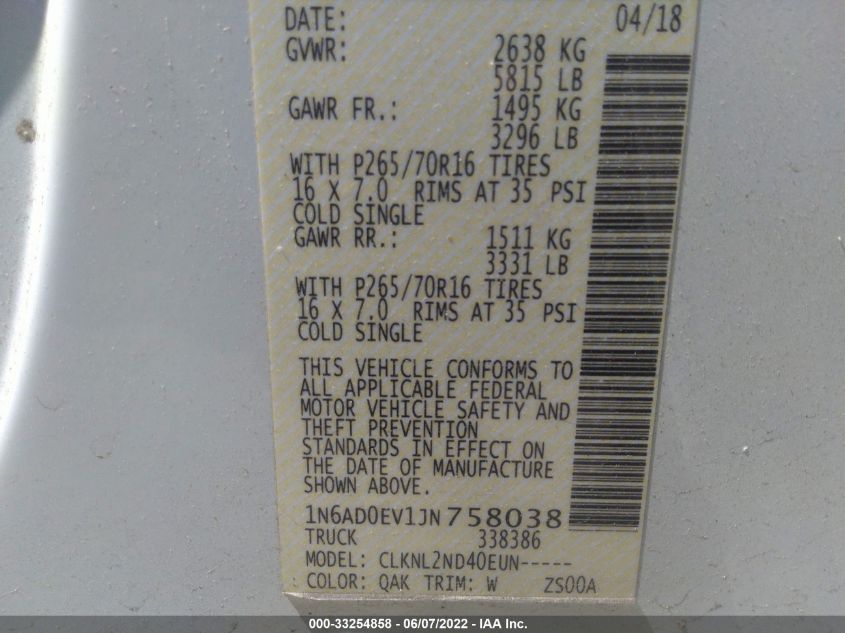 DATE: 04/18
GVWR: 2638 KG
5815 LB
GAWR FR.: 1495 KG
3296 LB
WITH P265/70R16 TIRES
16 X 7.0 RIMS AT 35 PSI
COLD SINGLE
GAWR RR.: 1511 KG
3331 LB
WITH P265/70R16 TIRES
16 X 7.0 RIMS AT 35 PSI
COLD SINGLE
THIS VEHICLE CONFORMS TO
ALL APPLICABLE FEDERAL
MOTOR VEHICLE SAFETY AND
THEFT PREVENTION
STANDARDS IN EFFECT ON
THE DATE OF MANUFACTURE
SHOWN ABOVE.
1N6AD0EV1JN758038
TRUCK 338386
MODEL: CLKNL2ND40EUN-----
COLOR: QAK TRIM: W ZS00A
000-33254858 - 06/07/2022 - IAA Inc.